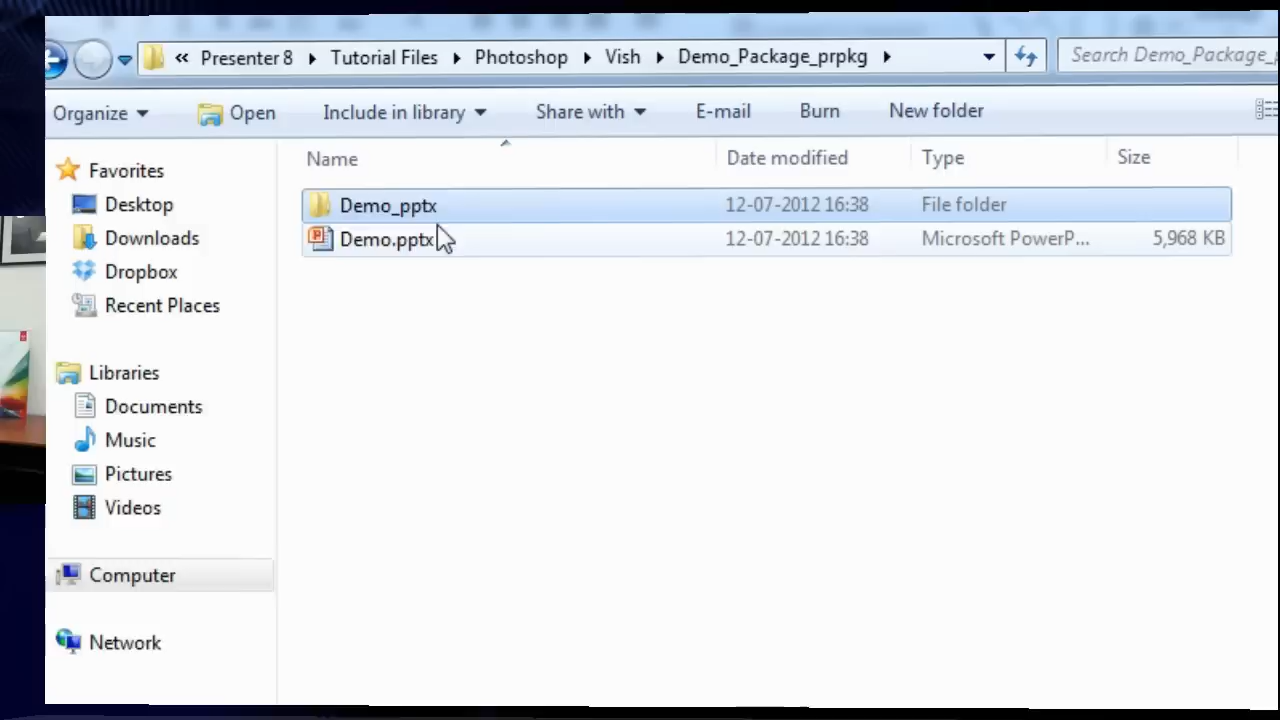 « Presenter 8 Tutorial Files Photoshop Vish Demo_Package_prpkg
Search Demo_Package_
Organize Open Include in library Share with E-mail Burn New folder
Name Date modified Type Size
Favorites
Desktop
Downloads
Dropbox
Recent Places
Libraries
Documents
Music
Pictures
Videos
Computer
Network
Demo_pptx 12-07-2012 16:38 File folder
Demo.pptx 12-07-2012 16:38 Microsoft PowerP... 5,968 KB